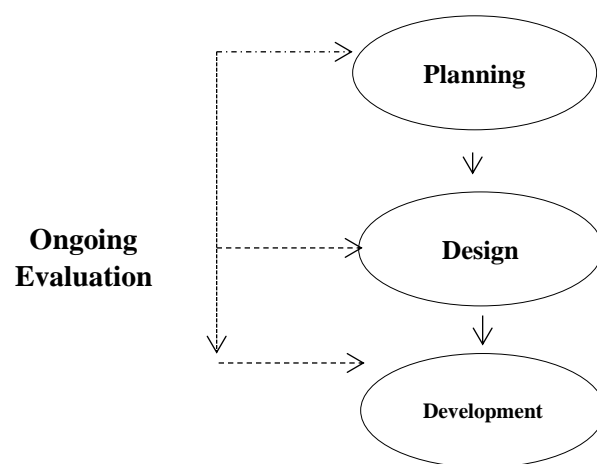 Planning
Ongoing
Evaluation
Design
Development